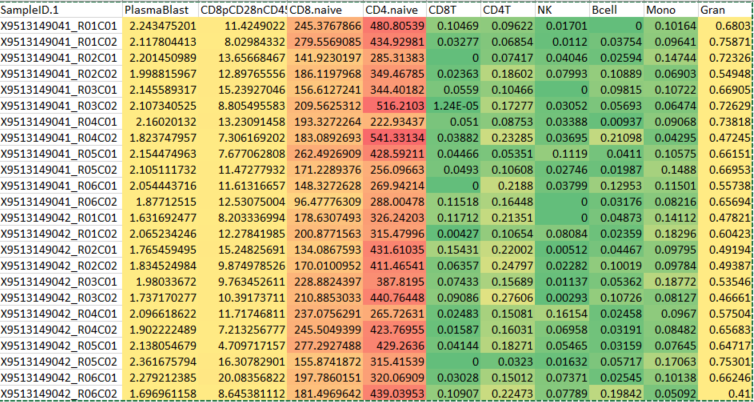 SampleID.1 PlasmaBlast CD8pCD28nCD45 CD8.naive CD4.naive CD8T CD4T NK Bcell Mono Gran
X9513149041_R01C01 2.243475201 11.4249022 245.3767866 480.80539 0.10469 0.09622 0.01701 0 0.10164 0.6803
X9513149041_R01C02 2.117804413 8.02984332 279.5569085 434.92981 0.03277 0.06854 0.0112 0.03754 0.09641 0.75871
X9513149041_R02C01 2.201450989 13.65668467 141.9230197 285.31383 0 0.07417 0.04046 0.02594 0.14744 0.72326
X9513149041_R02C02 1.998815967 12.89765556 186.1197968 349.46785 0.02363 0.18602 0.07993 0.10889 0.06903 0.54948
X9513149041_R03C01 2.145589317 15.23927046 156.6127241 344.40182 0.0559 0.10466 0 0.09815 0.10722 0.66905
X9513149041_R03C02 2.107340525 8.805495583 209.5625312 516.2103 1.24E-05 0.17277 0.03052 0.05693 0.06474 0.72629
X9513149041_R04C01 2.16020132 13.23091458 193.3272264 222.93437 0.051 0.08753 0.03388 0.00937 0.09068 0.73818
X9513149041_R04C02 1.823747957 7.306169202 183.0892693 541.33134 0.03882 0.23285 0.03695 0.21098 0.04295 0.47245
X9513149041_R05C01 2.154474963 7.677062808 262.4926909 428.59211 0.04466 0.05351 0.1119 0.0411 0.10575 0.66151
X9513149041_R05C02 2.105111732 11.47277932 171.2289376 256.09663 0.0493 0.10608 0.02746 0.01987 0.1488 0.66953
X9513149041_R06C01 2.054443716 11.61316657 148.3272628 269.94214 0 0.2188 0.03799 0.12953 0.11501 0.55738
X9513149041_R06C02 1.87712515 12.53075004 96.47776309 288.00478 0.11518 0.16448 0 0.03176 0.08216 0.65694
X9513149042_R01C01 1.631692477 8.203336994 178.6307493 326.24203 0.11712 0.21351 0 0.04873 0.14112 0.47821
X9513149042_R01C02 2.065234246 12.27841985 200.8771563 315.47996 0.00427 0.10654 0.08084 0.02359 0.18296 0.60423
X9513149042_R02C01 1.765459495 15.24825691 134.0867593 431.61035 0.15431 0.22002 0.00512 0.04467 0.09795 0.49194
X9513149042_R02C02 1.834524984 9.874978526 170.0100952 411.46541 0.06357 0.24797 0.02282 0.10019 0.09784 0.49387
X9513149042_R03C01 1.98033672 9.763452611 228.8824397 387.8195 0.07433 0.15689 0.01137 0.05362 0.18772 0.53546
X9513149042_R03C02 1.737170277 10.39173711 210.8853033 440.76448 0.09086 0.27606 0.00293 0.10726 0.08127 0.46661
X9513149042_R04C01 2.096618622 11.71746811 237.0756291 265.72631 0.02483 0.15081 0.16154 0.02458 0.0967 0.57504
X9513149042_R04C02 1.902222489 7.213256777 245.5049399 423.76955 0.01587 0.16031 0.06958 0.03191 0.08482 0.65683
X9513149042_R05C01 2.138054679 4.709717157 277.2927488 429.2636 0.04144 0.18271 0.05465 0.03159 0.07645 0.64717
X9513149042_R05C02 2.361675794 16.30782901 155.8741872 315.41539 0 0.0323 0.01632 0.05717 0.17063 0.75301
X9513149042_R06C01 2.279212385 20.08356822 197.7860151 320.06909 0.03028 0.15012 0.07371 0.02545 0.10138 0.66246
X9513149042_R06C02 1.696961158 8.645381112 181.4969642 439.03953 0.10907 0.22473 0.07789 0.19842 0.05092 0.41